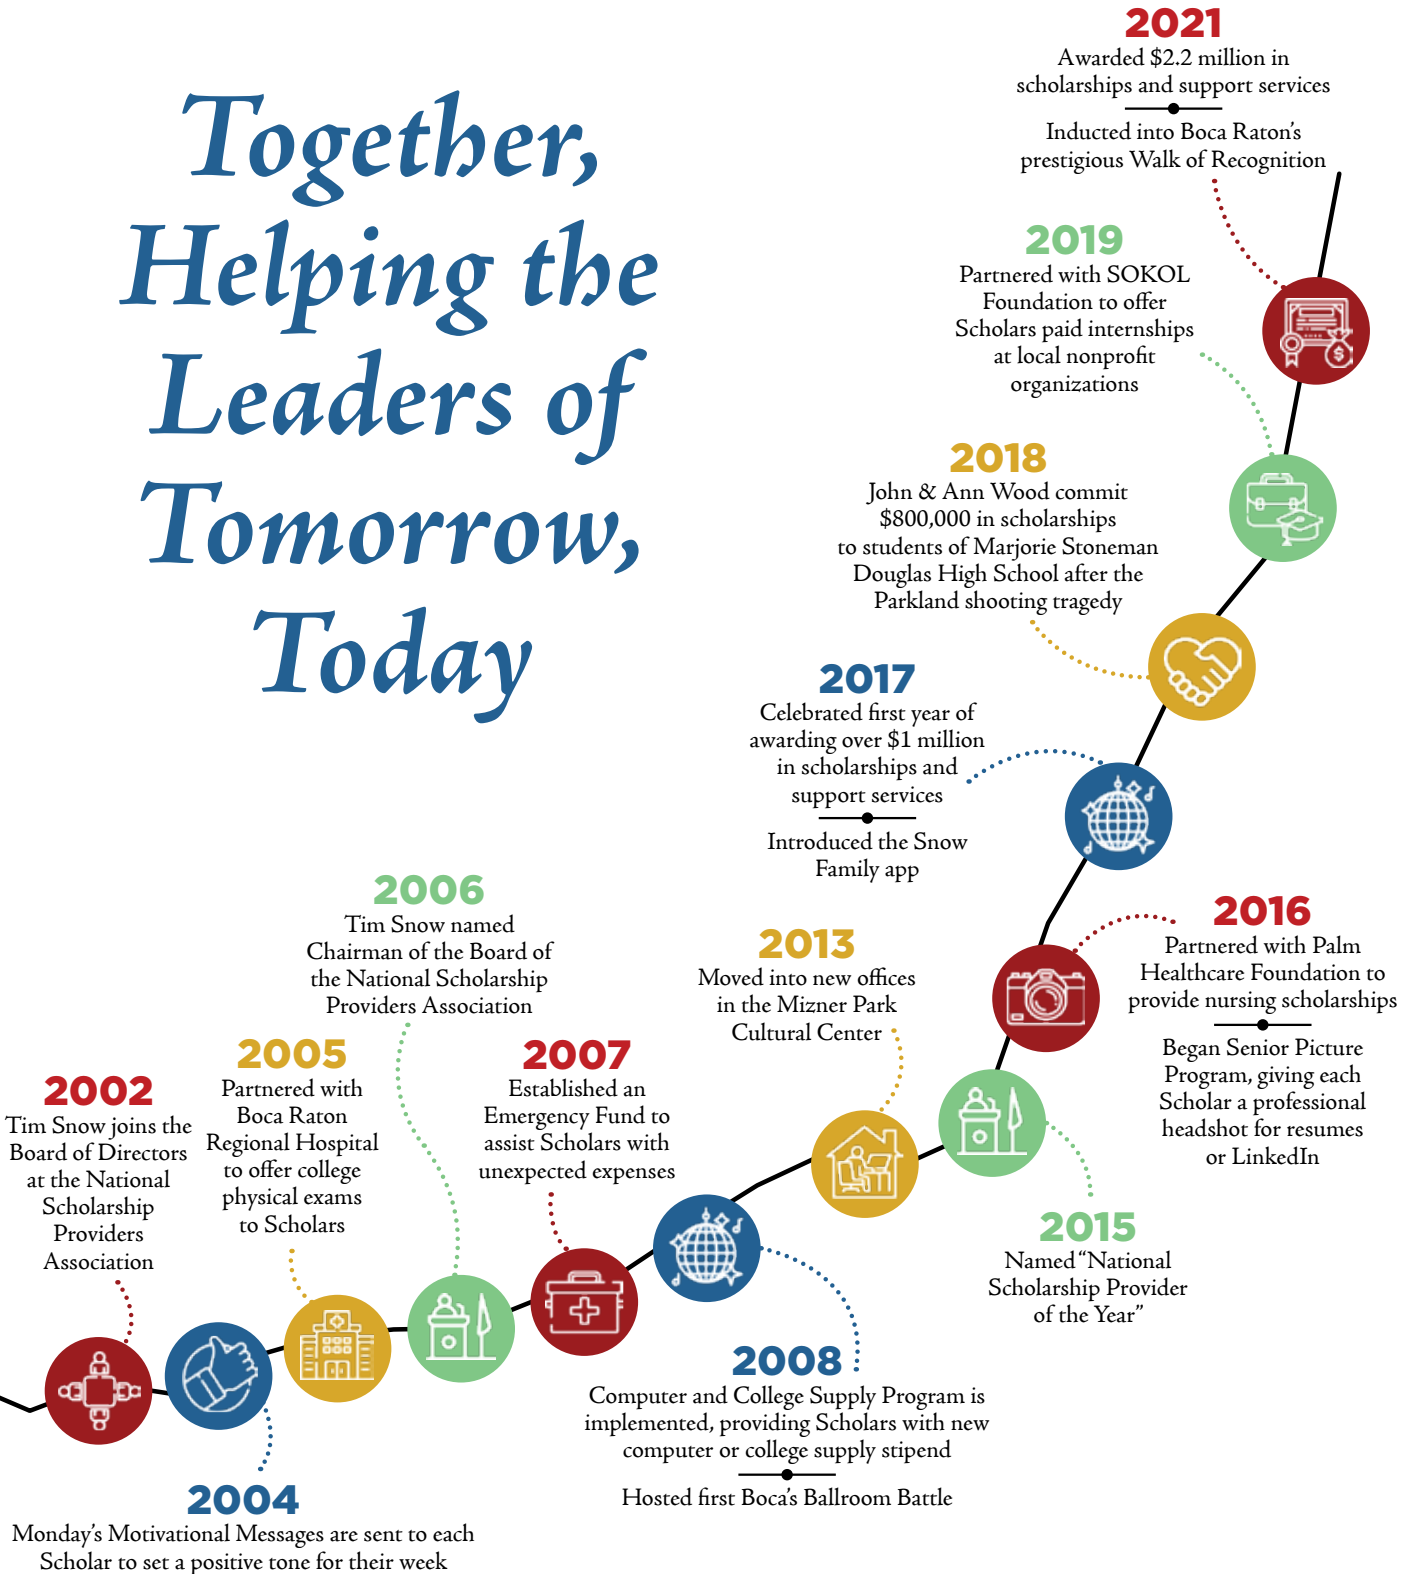 Together,
Helping the
Leaders of
Tomorrow,
Today
2002
Tim Snow joins the
Board of Directors
at the National
Scholarship
Providers
Association
2004
Monday's Motivational Messages are sent to each
Scholar to set a positive tone for their week
2005
Partnered with
Boca Raton
Regional Hospital
to offer college
physical exams
to Scholars
2006
Tim Snow named
Chairman of the Board of
the National Scholarship
Providers Association
2007
Established an
Emergency Fund to
assist Scholars with
unexpected expenses
2008
Computer and College Supply Program is
implemented, providing Scholars with new
computer or college supply stipend
Hosted first Boca's Ballroom Battle
2013
Moved into new offices
in the Mizner Park
Cultural Center
2015
Named "National
Scholarship Provider
of the Year"
2016
Partnered with Palm
Healthcare Foundation to
provide nursing scholarships
Began Senior Picture
Program, giving each
Scholar a professional
headshot for resumes
or LinkedIn
2017
Celebrated first year of
awarding over $1 million
in scholarships and
support services
Introduced the Snow
Family app
2018
John & Ann Wood commit
$800,000 in scholarships
to students of Marjorie Stoneman
Douglas High School after the
Parkland shooting tragedy
2019
Partnered with SOKOL
Foundation to offer
Scholars paid internships
at local nonprofit
organizations
2021
Awarded $2.2 million in
scholarships and support services
Inducted into Boca Raton's
prestigious Walk of Recognition
$